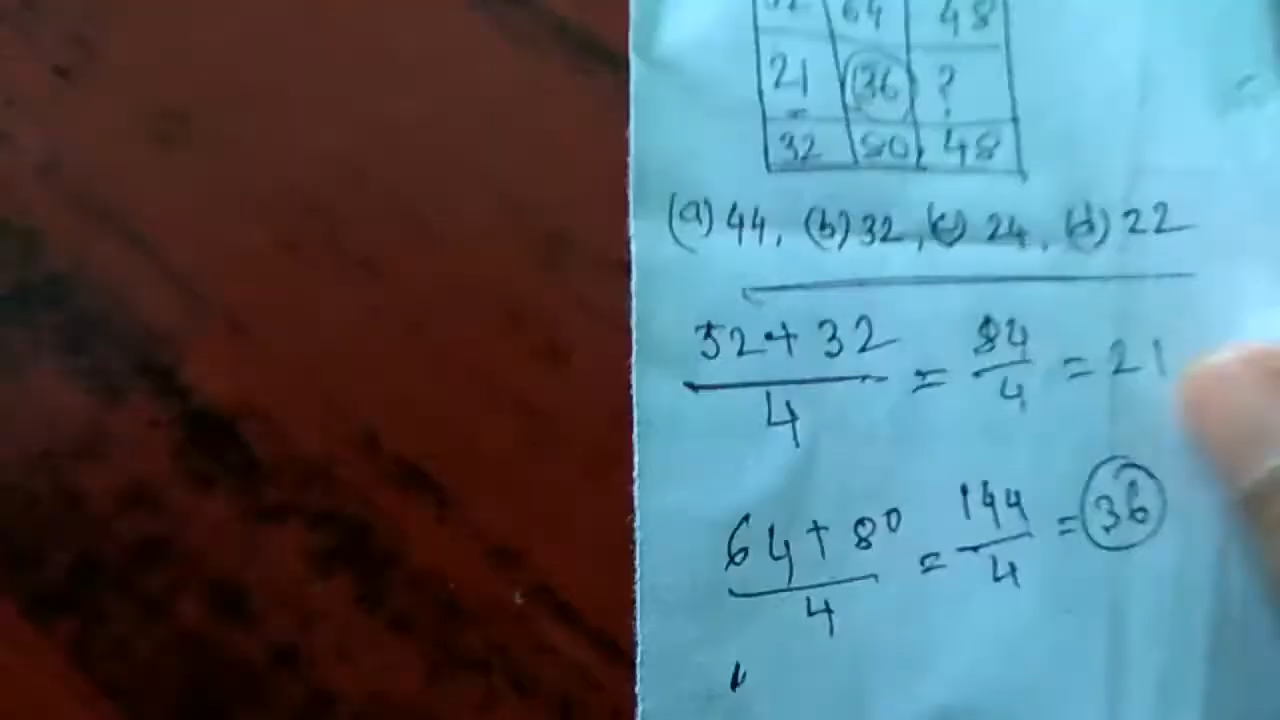 52 64 48
21 36 ?
32 80 48
(a) 44, (b) 32, (c) 24, (d) 22
52+32/4 = 84/4 = 21
64+80/4 = 144/4 = 36